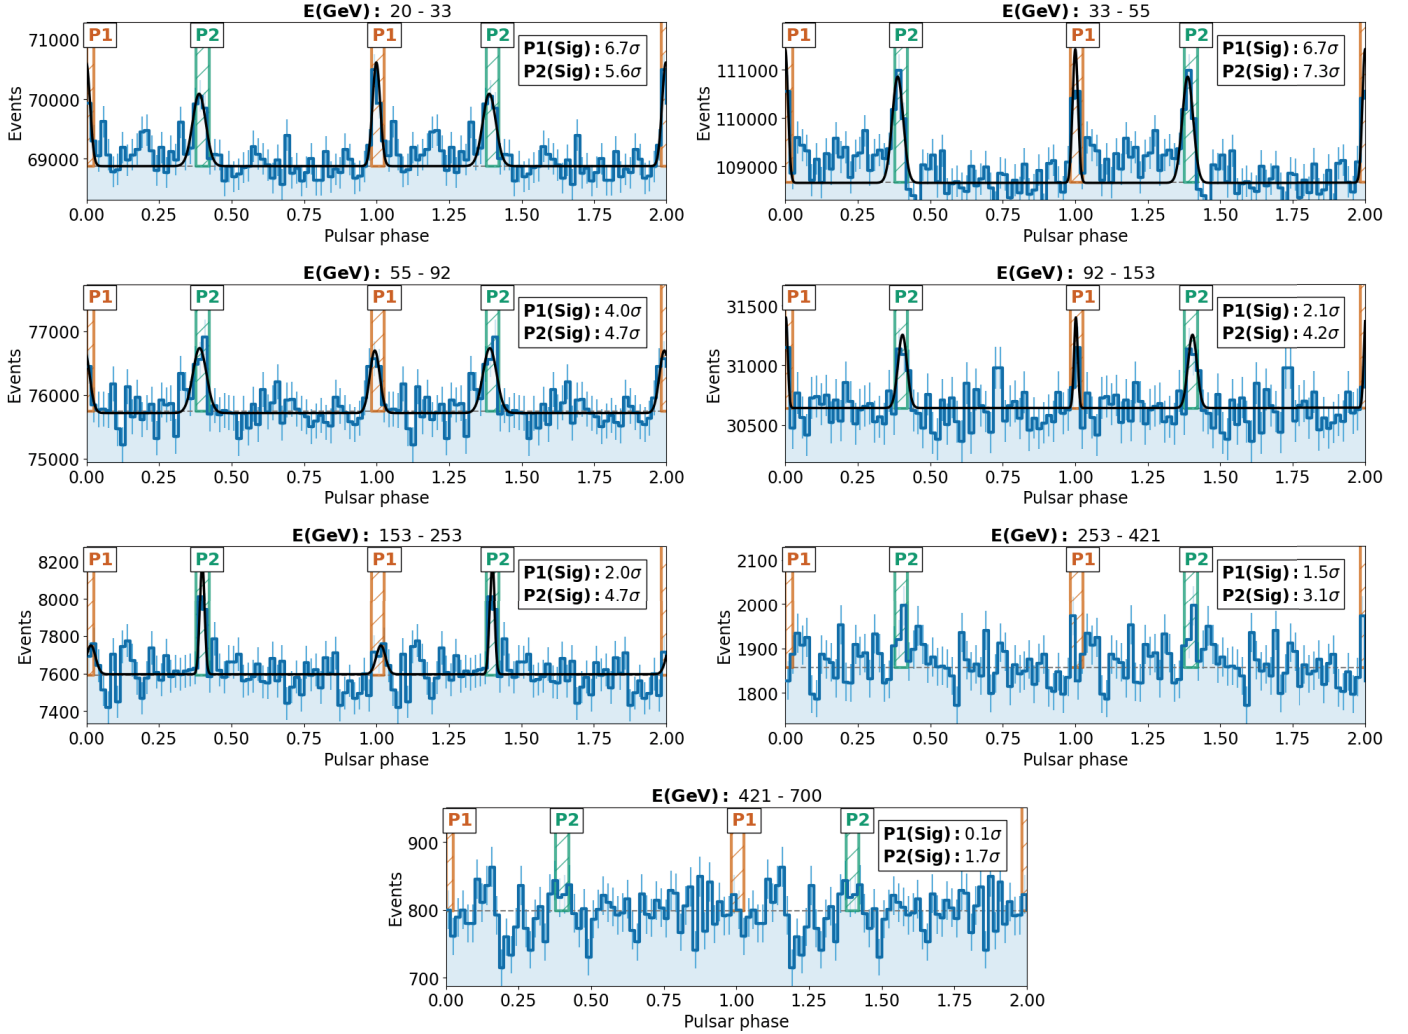 E(GeV): 20 - 33
P1 P2 P1 P2
P1(Sig): 6.7σ
P2(Sig): 5.6σ
71000
70000
69000
Events
0.00 0.25 0.50 0.75 1.00 1.25 1.50 1.75 2.00
Pulsar phase
E(GeV): 33 - 55
P1 P2 P1 P2
P1(Sig): 6.7σ
P2(Sig): 7.3σ
111000
110000
109000
Events
0.00 0.25 0.50 0.75 1.00 1.25 1.50 1.75 2.00
Pulsar phase
E(GeV): 55 - 92
P1 P2 P1 P2
P1(Sig): 4.0σ
P2(Sig): 4.7σ
77000
76000
75000
Events
0.00 0.25 0.50 0.75 1.00 1.25 1.50 1.75 2.00
Pulsar phase
E(GeV): 92 - 153
P1 P2 P1 P2
P1(Sig): 2.1σ
P2(Sig): 4.2σ
31500
31000
30500
Events
0.00 0.25 0.50 0.75 1.00 1.25 1.50 1.75 2.00
Pulsar phase
E(GeV): 153 - 253
P1 P2 P1 P2
P1(Sig): 2.0σ
P2(Sig): 4.7σ
8200
8000
7800
7600
7400
Events
0.00 0.25 0.50 0.75 1.00 1.25 1.50 1.75 2.00
Pulsar phase
E(GeV): 253 - 421
P1 P2 P1 P2
P1(Sig): 1.5σ
P2(Sig): 3.1σ
2100
2000
1900
1800
Events
0.00 0.25 0.50 0.75 1.00 1.25 1.50 1.75 2.00
Pulsar phase
E(GeV): 421 - 700
P1 P2 P1 P2
P1(Sig): 0.1σ
P2(Sig): 1.7σ
900
800
700
Events
0.00 0.25 0.50 0.75 1.00 1.25 1.50 1.75 2.00
Pulsar phase